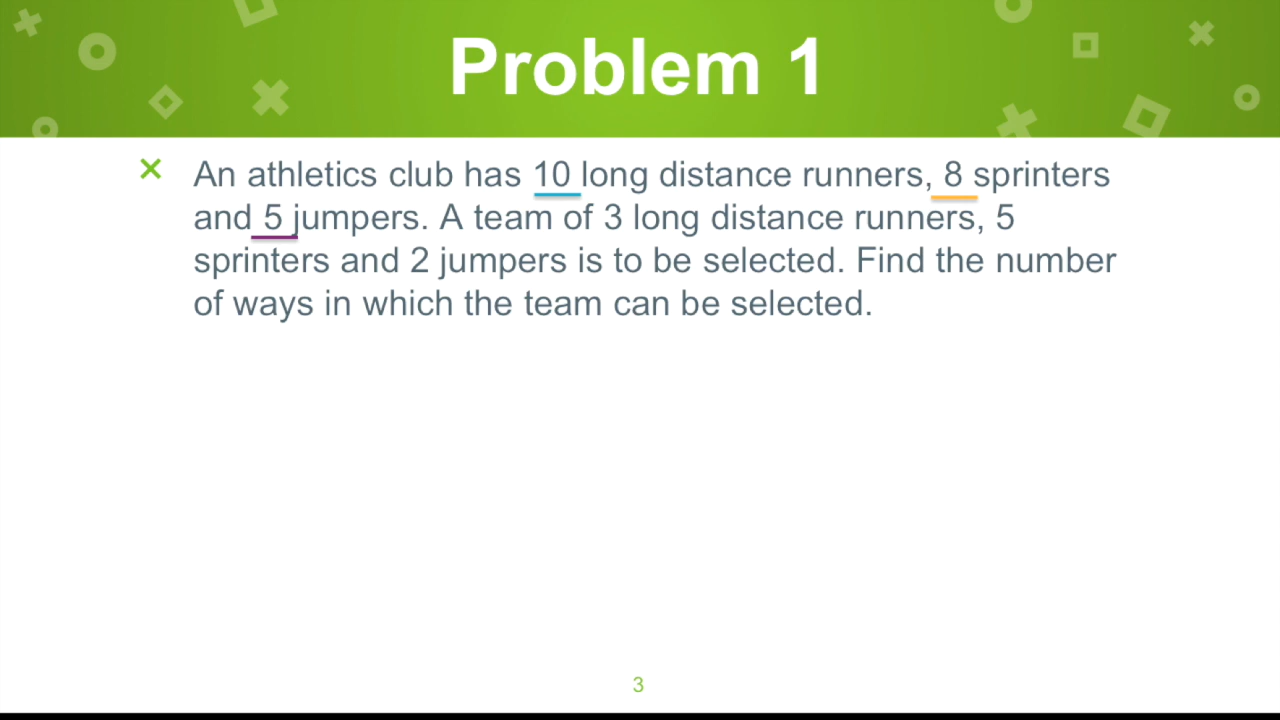 Problem 1
An athletics club has 10 long distance runners, 8 sprinters
and 5 jumpers. A team of 3 long distance runners, 5
sprinters and 2 jumpers is to be selected. Find the number
of ways in which the team can be selected.
3